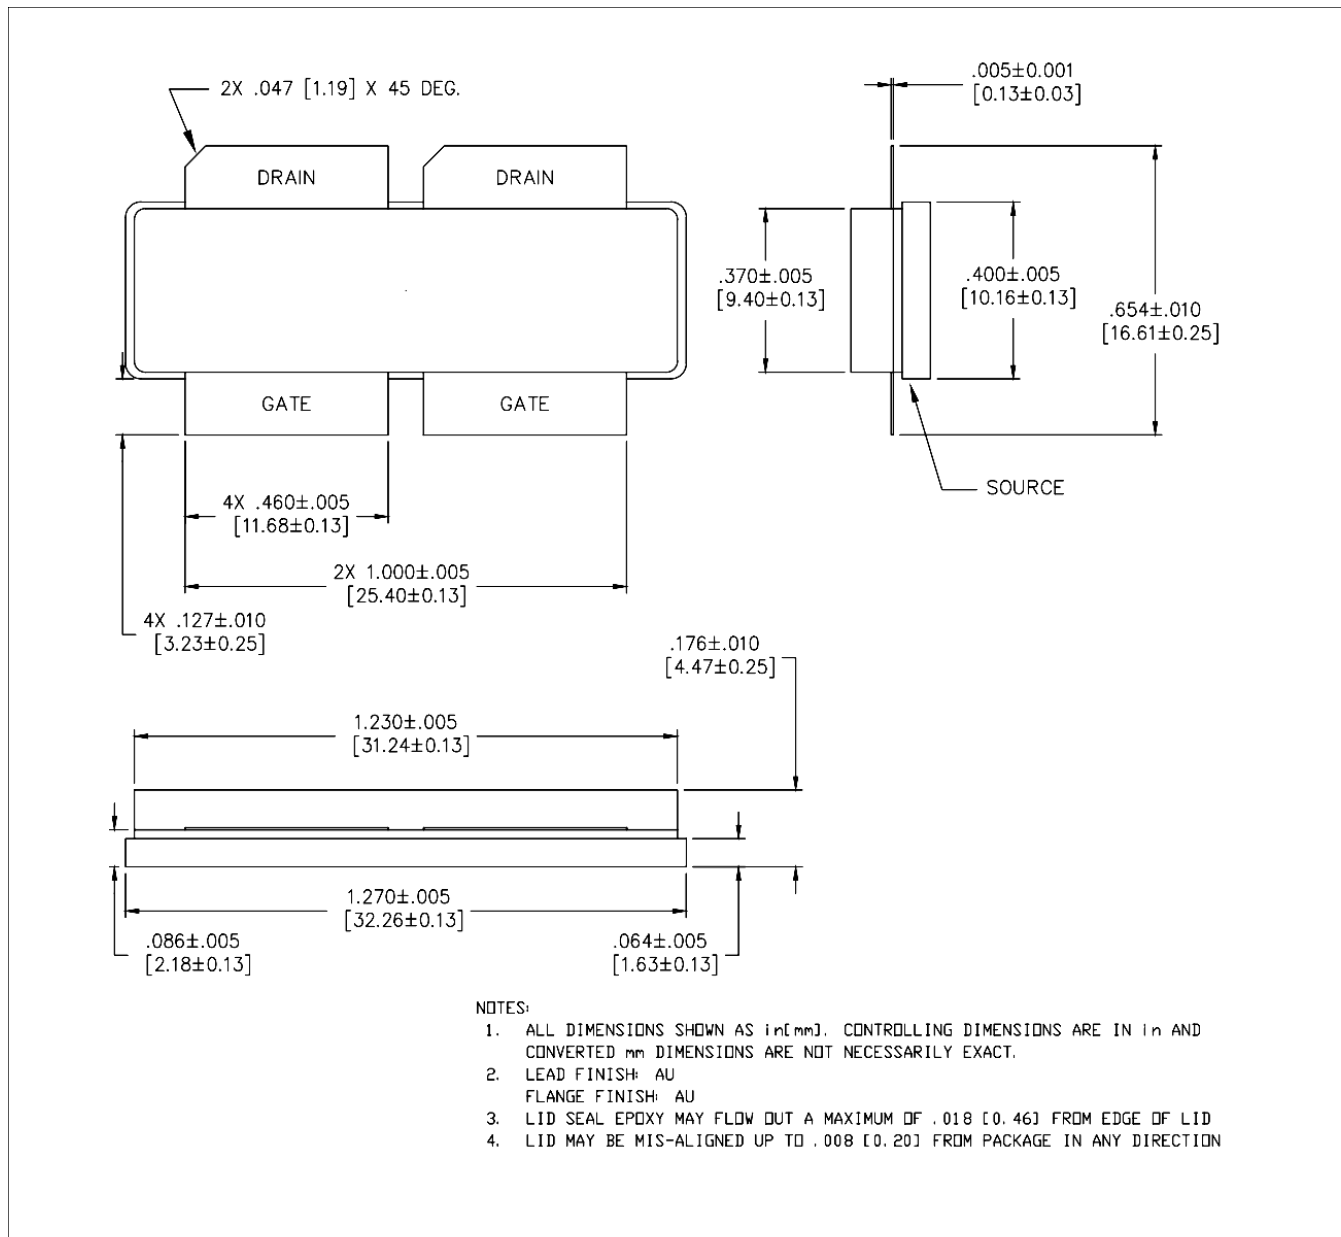 2X .047 [1.19] X 45 DEG.
.005±0.001
[0.13±0.03]
DRAIN
DRAIN
.370±.005
[9.40±0.13]
.400±.005
[10.16±0.13]
.654±.010
[16.61±0.25]
GATE
GATE
SOURCE
4X .460±.005
[11.68±0.13]
2X 1.000±.005
[25.40±0.13]
4X .127±.010
[3.23±0.25]
.176±.010
[4.47±0.25]
1.230±.005
[31.24±0.13]
1.270±.005
[32.26±0.13]
.086±.005
[2.18±0.13]
.064±.005
[1.63±0.13]
NOTES:
1. ALL DIMENSIONS SHOWN AS in[mm]. CONTROLLING DIMENSIONS ARE IN in AND
CONVERTED mm DIMENSIONS ARE NOT NECESSARILY EXACT.
2. LEAD FINISH: AU
FLANGE FINISH: AU
3. LID SEAL EPOXY MAY FLOW OUT A MAXIMUM OF .018 [0.46] FROM EDGE OF LID
4. LID MAY BE MIS-ALIGNED UP TO .008 [0.20] FROM PACKAGE IN ANY DIRECTION